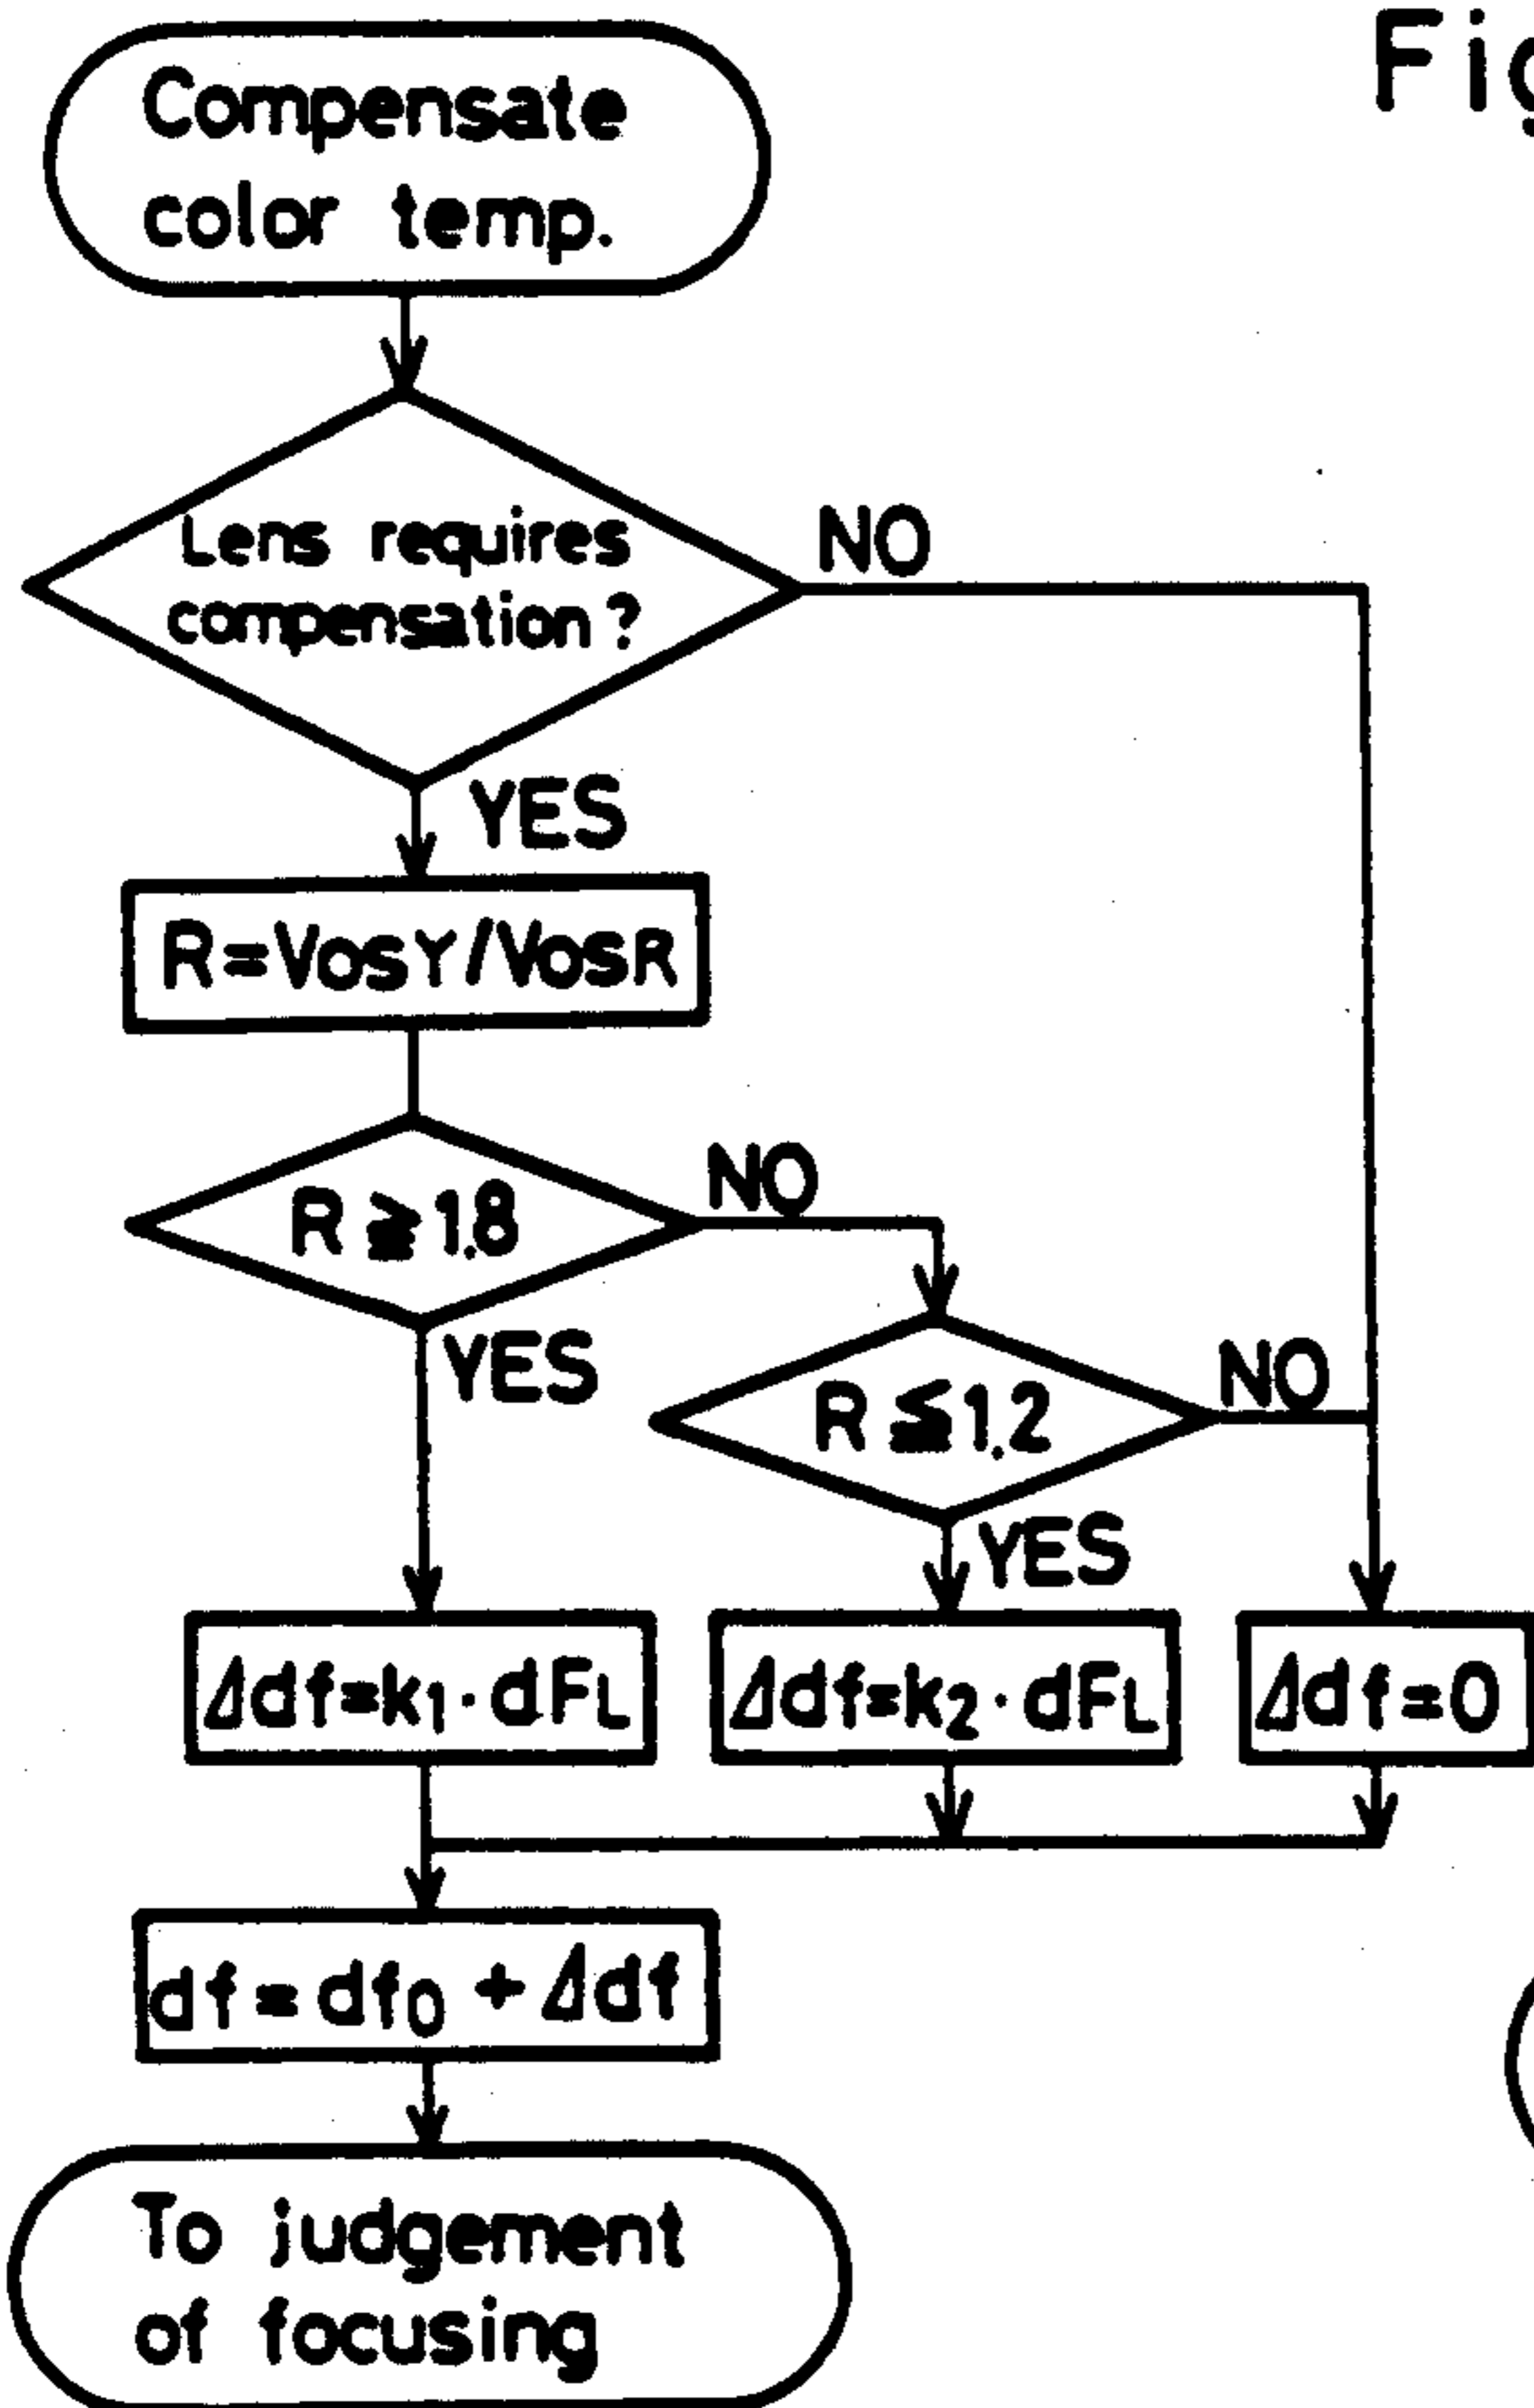 Fig
Compensate
color temp.
Lens requires
compensation?
NO
YES
R=VOSY/VOSR
R≧1.8
NO
YES
R≦1.2
NO
YES
Δdf=k1·dFL
Δdf=k2·dFL
Δdf=0
df=df0+Δdf
To judgement
of focusing